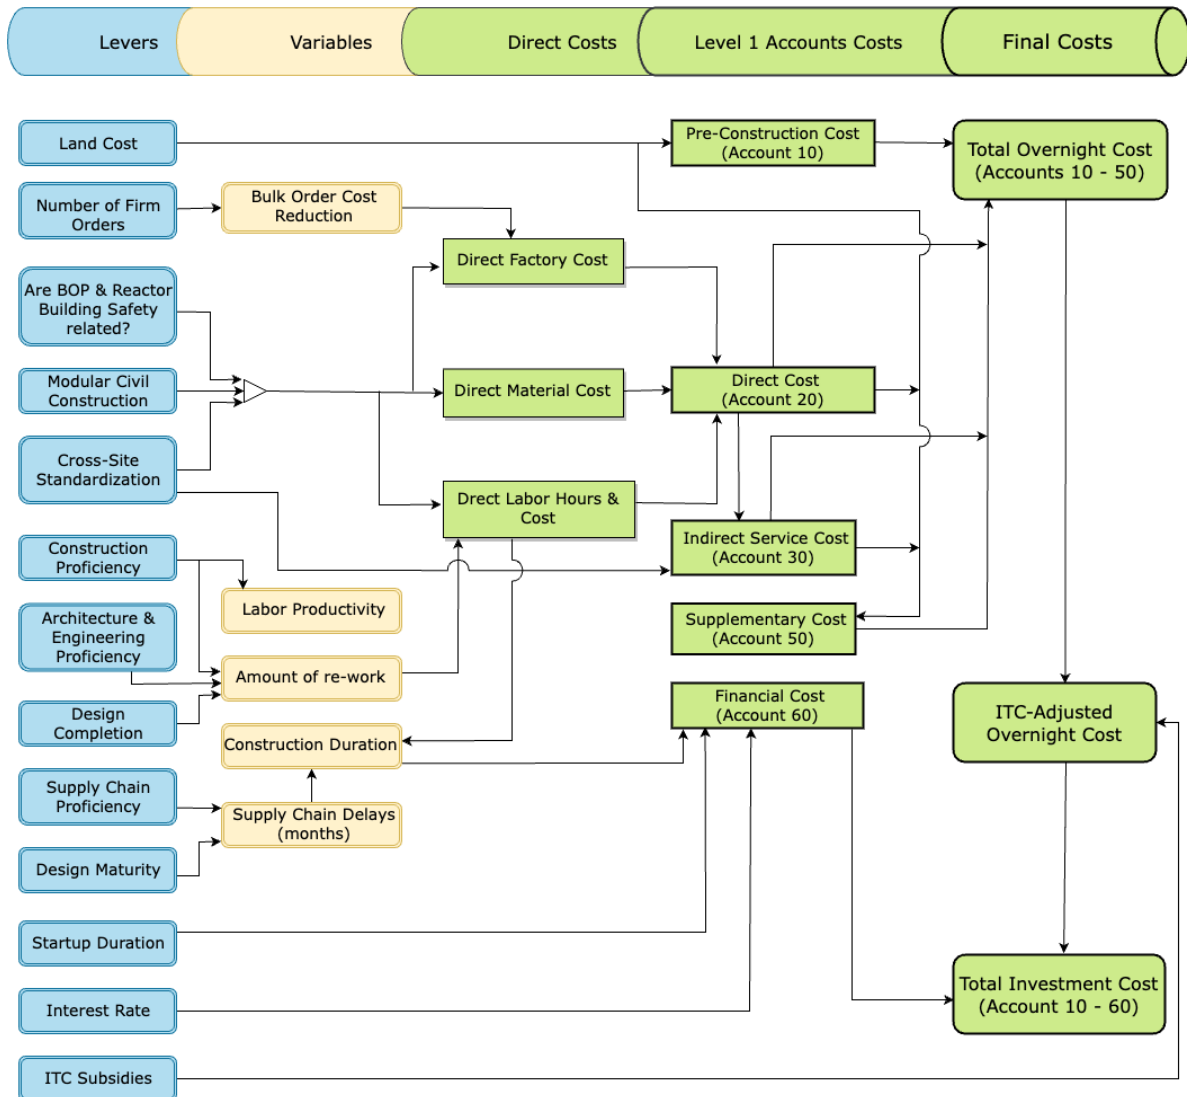 Levers
Variables
Direct Costs
Level 1 Accounts Costs
Final Costs
Land Cost
Pre-Construction Cost
(Account 10)
Total Overnight Cost
(Accounts 10 - 50)
Number of Firm
Orders
Bulk Order Cost
Reduction
Direct Factory Cost
Are BOP & Reactor
Building Safety
related?
Modular Civil
Construction
Direct Material Cost
Direct Cost
(Account 20)
Cross-Site
Standardization
Drect Labor Hours &
Cost
Indirect Service Cost
(Account 30)
Construction
Proficiency
Labor Productivity
Architecture &
Engineering
Proficiency
Supplementary Cost
(Account 50)
Amount of re-work
Design
Completion
Construction Duration
Financial Cost
(Account 60)
ITC-Adjusted
Overnight Cost
Supply Chain
Proficiency
Supply Chain Delays
(months)
Design Maturity
Startup Duration
Total Investment Cost
(Account 10 - 60)
Interest Rate
ITC Subsidies